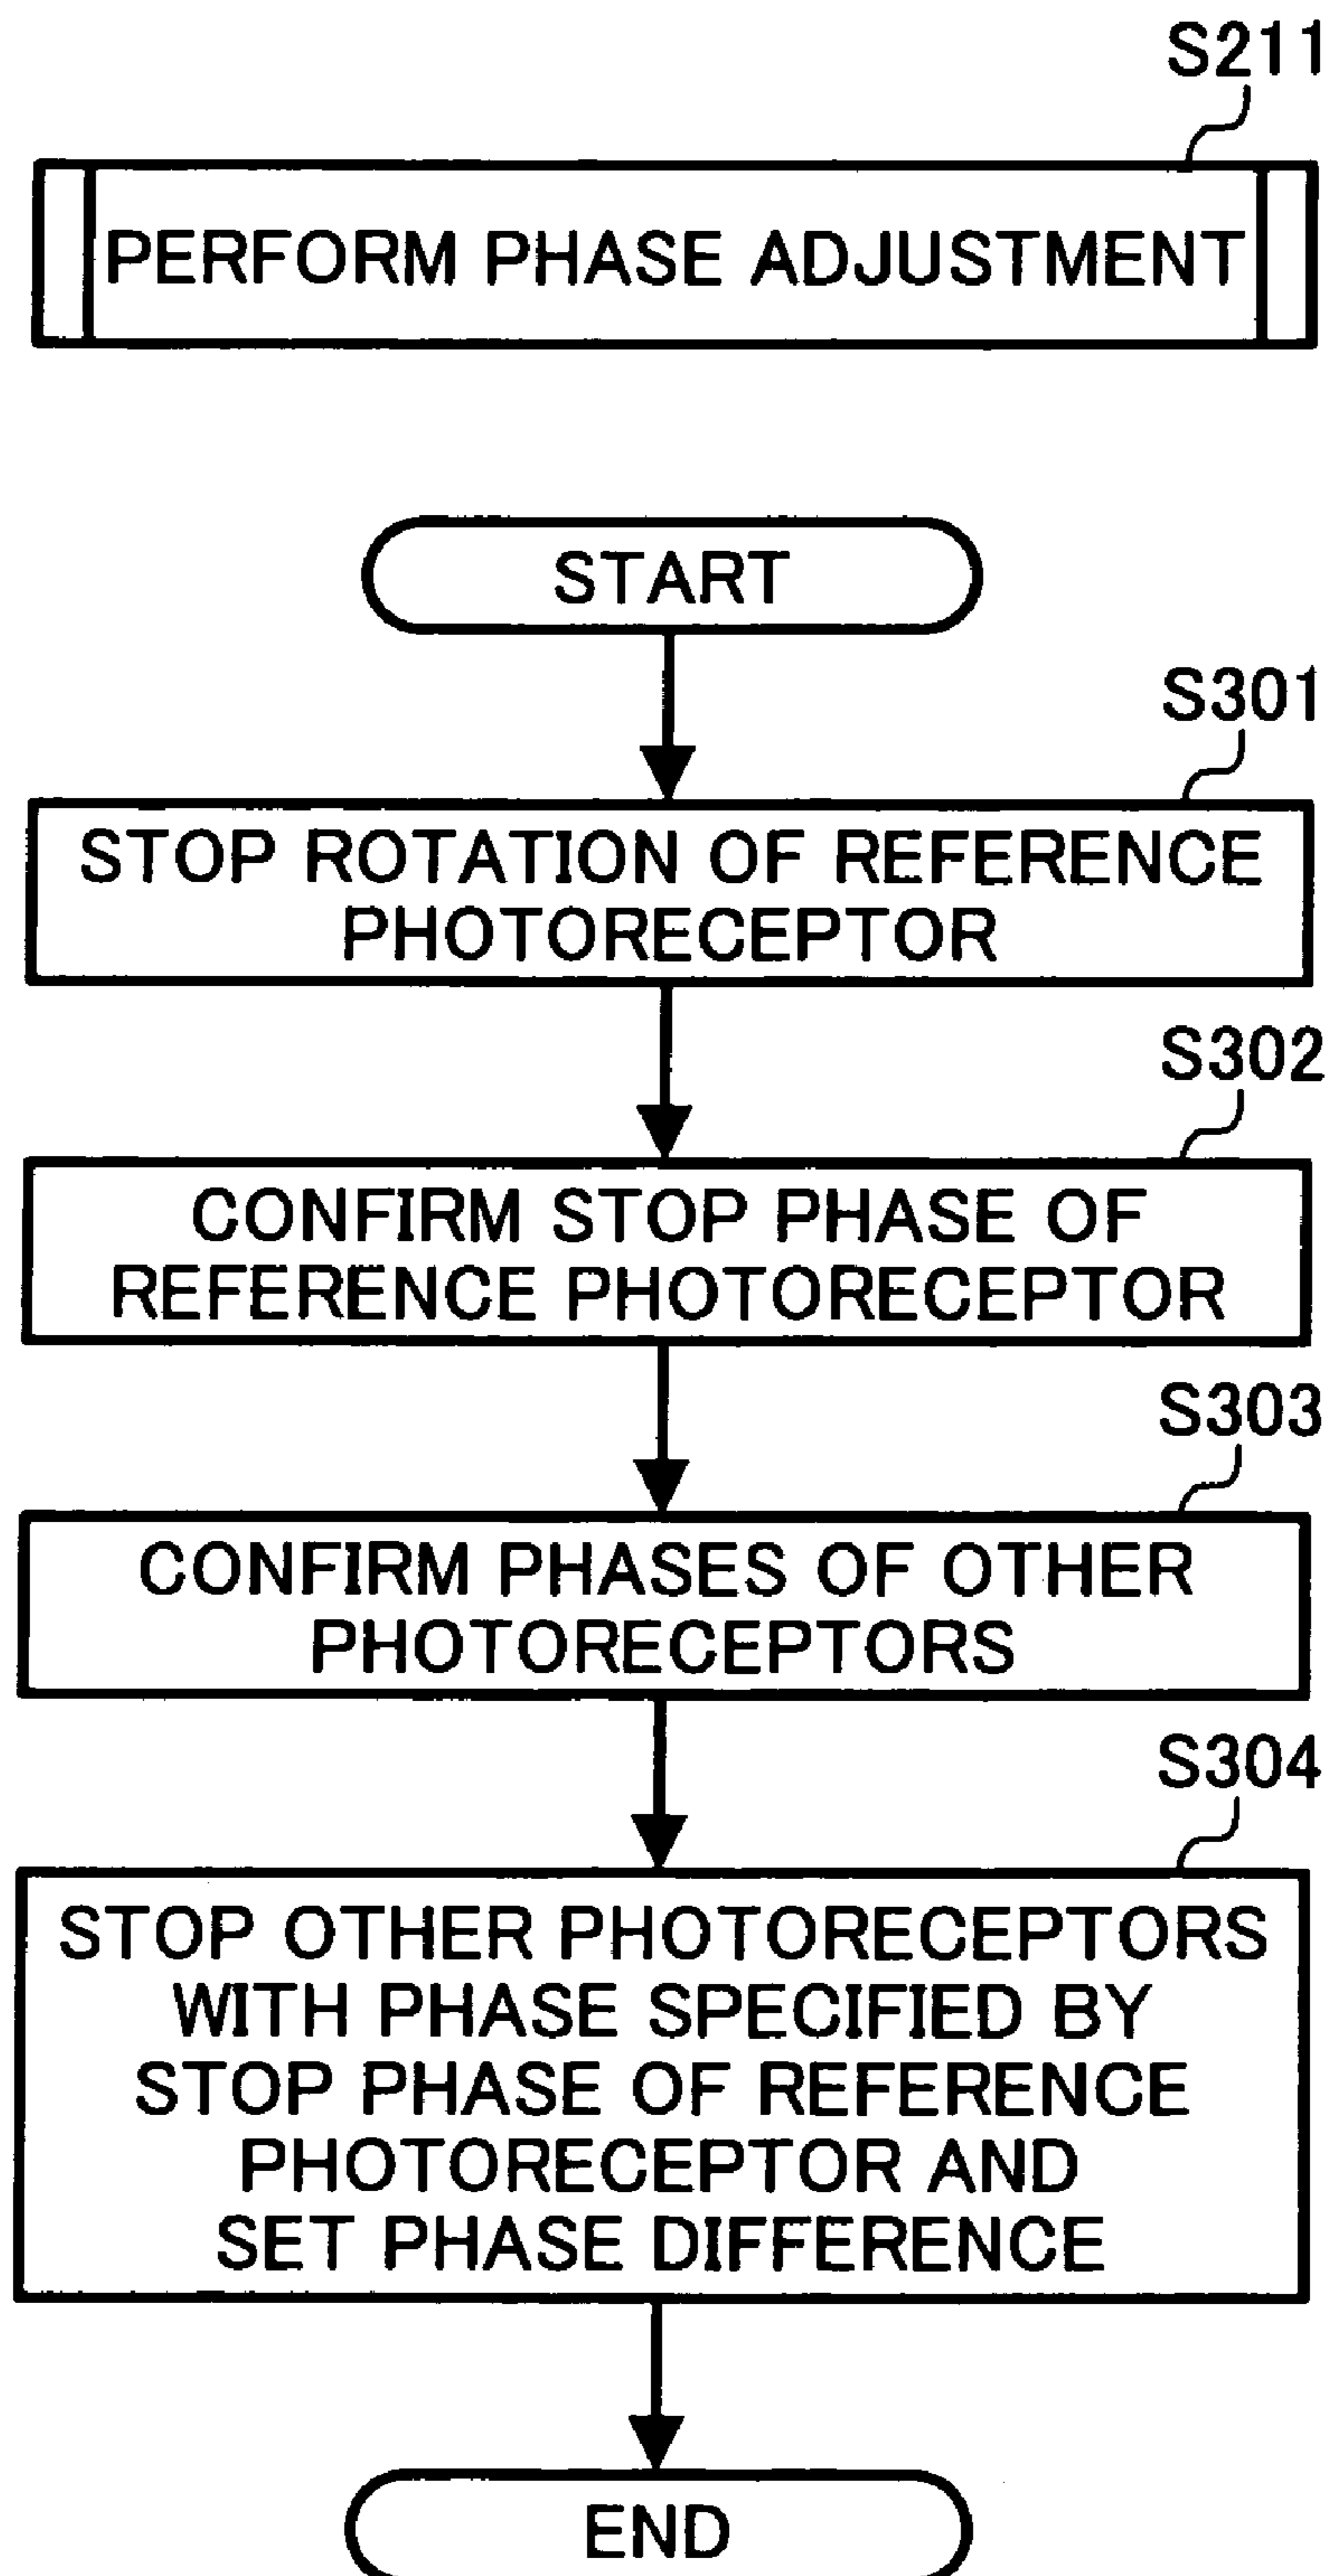 S211
PERFORM PHASE ADJUSTMENT
START
S301
STOP ROTATION OF REFERENCE
PHOTORECEPTOR
S302
CONFIRM STOP PHASE OF
REFERENCE PHOTORECEPTOR
S303
CONFIRM PHASES OF OTHER
PHOTORECEPTORS
S304
STOP OTHER PHOTORECEPTORS
WITH PHASE SPECIFIED BY
STOP PHASE OF REFERENCE
PHOTORECEPTOR AND
SET PHASE DIFFERENCE
END